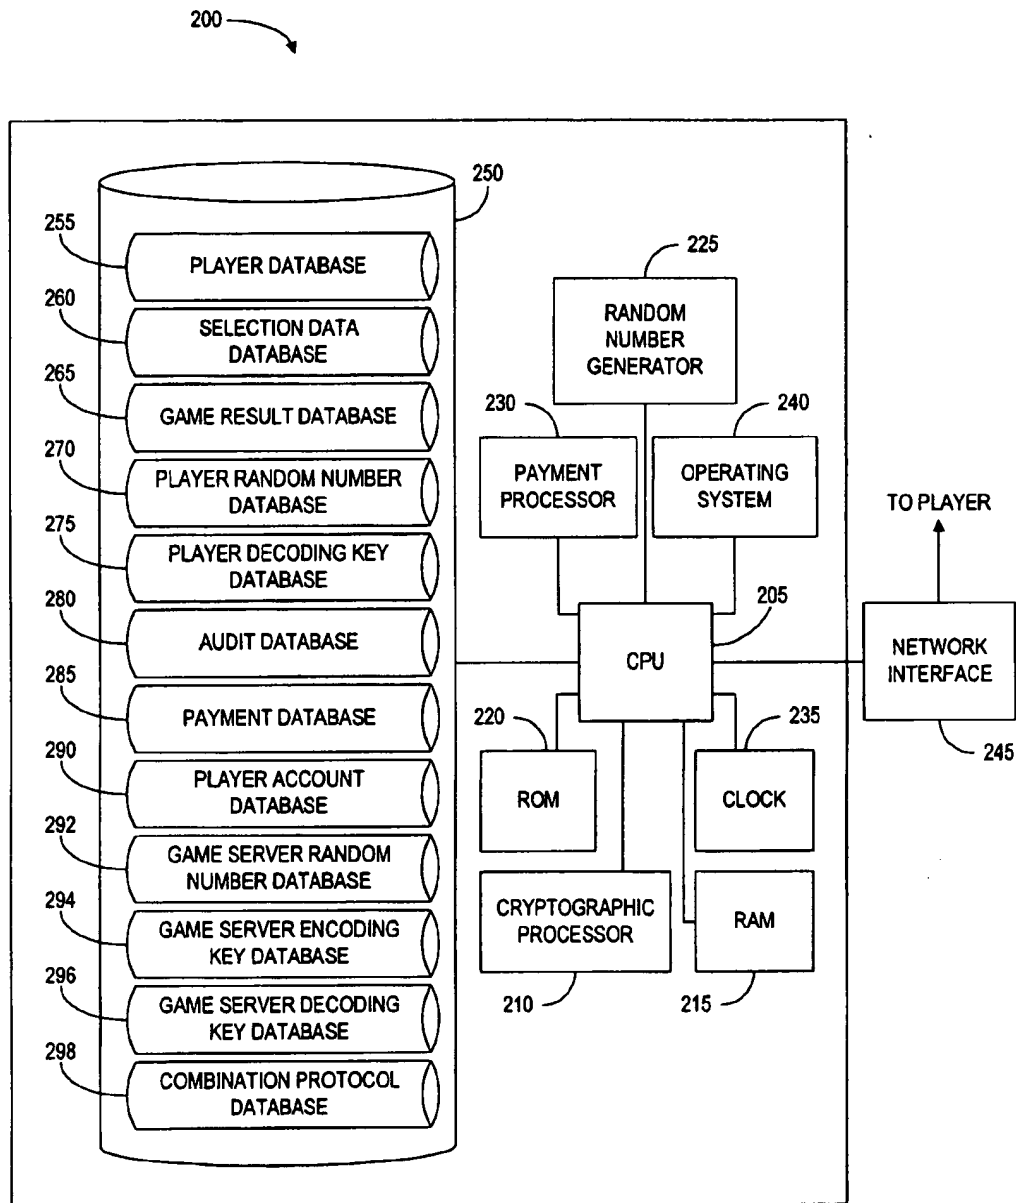 200
250
255
PLAYER DATABASE
260
SELECTION DATA
DATABASE
265
GAME RESULT DATABASE
270
PLAYER RANDOM NUMBER
DATABASE
275
PLAYER DECODING KEY
DATABASE
280
AUDIT DATABASE
285
PAYMENT DATABASE
290
PLAYER ACCOUNT
DATABASE
292
GAME SERVER RANDOM
NUMBER DATABASE
294
GAME SERVER ENCODING
KEY DATABASE
296
GAME SERVER DECODING
KEY DATABASE
298
COMBINATION PROTOCOL
DATABASE
225
RANDOM
NUMBER
GENERATOR
230
PAYMENT
PROCESSOR
240
OPERATING
SYSTEM
205
CPU
TO PLAYER
NETWORK
INTERFACE
245
220
ROM
235
CLOCK
CRYPTOGRAPHIC
PROCESSOR
210
RAM
215